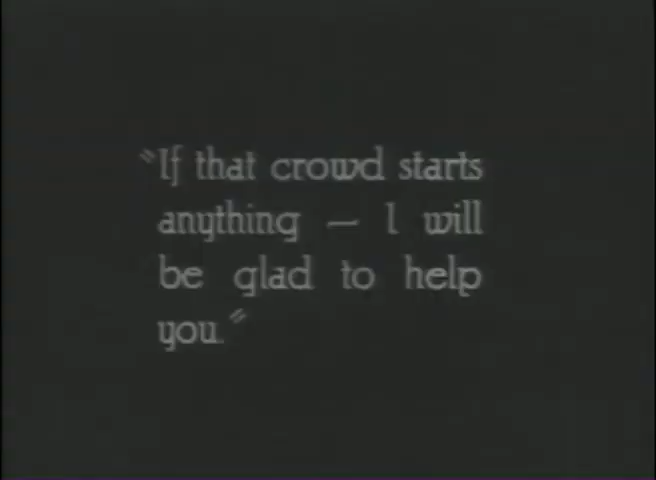 "If that crowd starts
anything — I will
be glad to help
you."